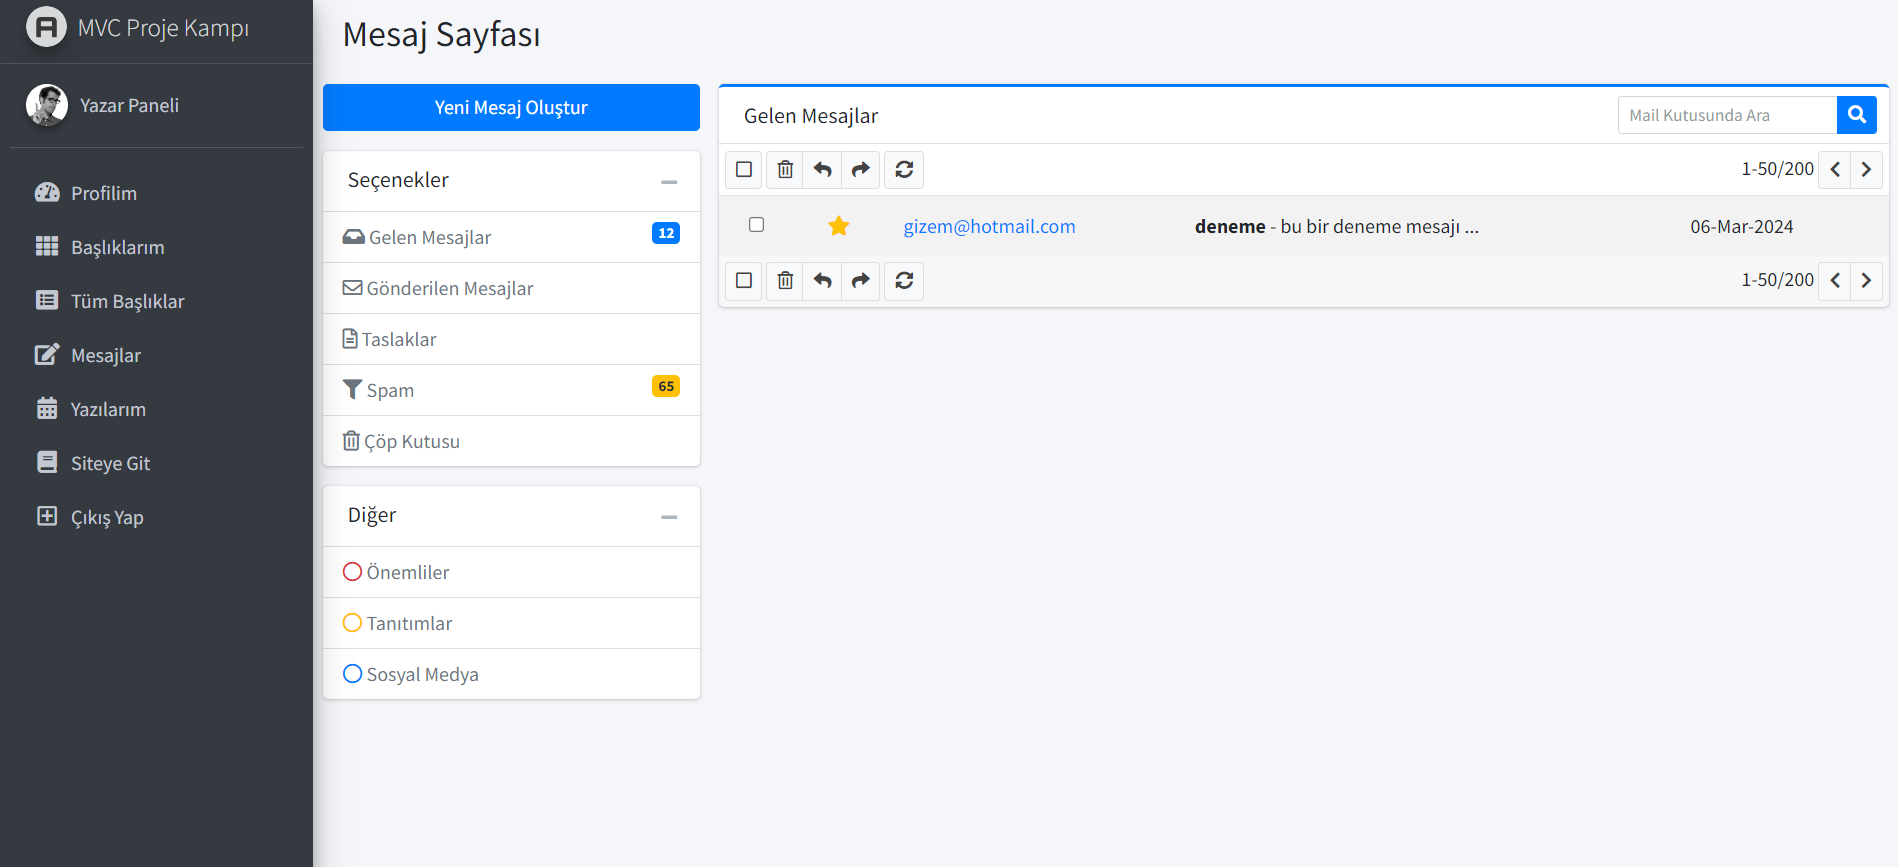 MVC Proje Kampı
Yazar Paneli
Profilim
Başlıklarım
Tüm Başlıklar
Mesajlar
Yazılarım
Siteye Git
Çıkış Yap
Mesaj Sayfası
Yeni Mesaj Oluştur
Seçenekler
Gelen Mesajlar 12
Gönderilen Mesajlar
Taslaklar
Spam 65
Çöp Kutusu
Diğer
Önemliler
Tanıtımlar
Sosyal Medya
Gelen Mesajlar Mail Kutusunda Ara
1-50/200
gizem@hotmail.com deneme - bu bir deneme mesajı ... 06-Mar-2024
1-50/200